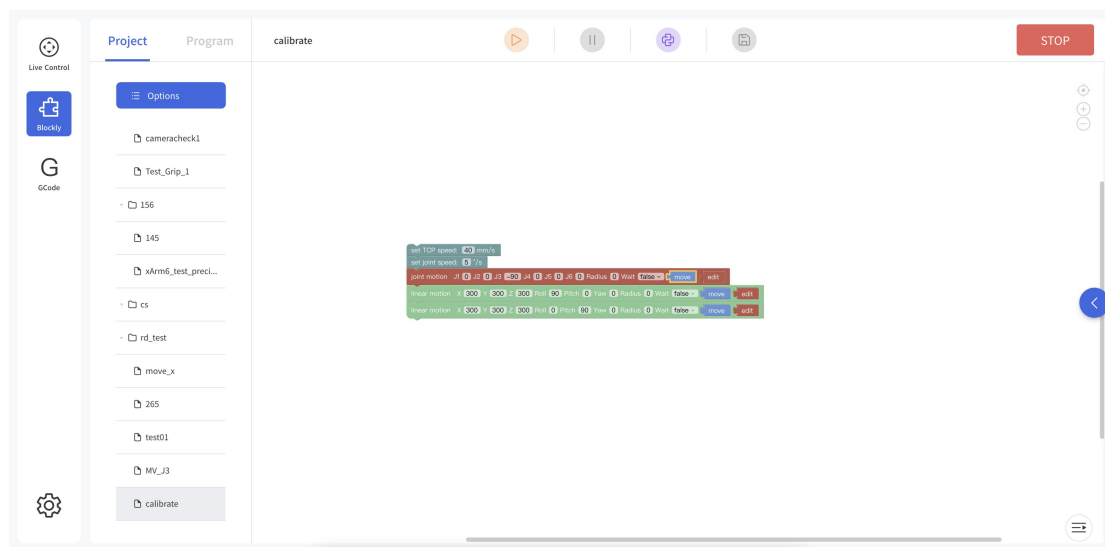 Project Program calibrate STOP
Live Control
Options
Blockly
cameracheck1
Test_Grip_1
G
GCode
156
145
xArm6_test_preci...
cs
rd_test
move_x
265
test01
MV_J3
calibrate
set TCP speed: 40 mm/s
set joint speed: 5 °/s
joint motion J1 0 J2 0 J3 -90 J4 0 J5 0 J6 0 Radius 0 Wait false move edit
linear motion X 300 Y 300 Z 300 Roll 90 Pitch 0 Yaw 0 Radius 0 Wait false move edit
linear motion X 300 Y 300 Z 300 Roll 0 Pitch 90 Yaw 0 Radius 0 Wait false move edit